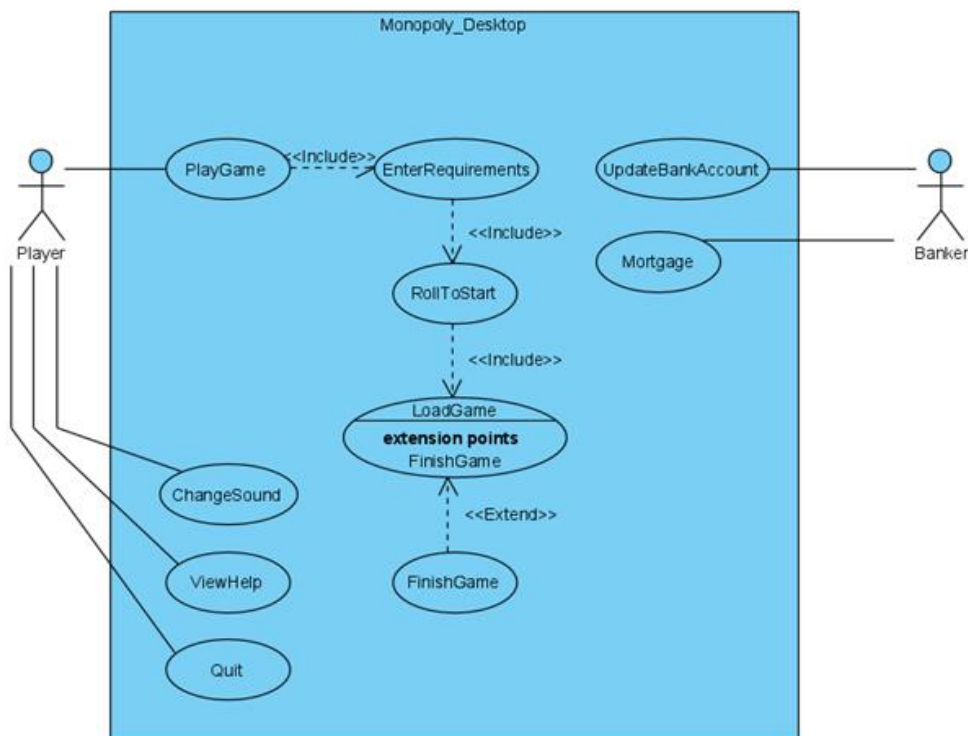 Monopoly_Desktop
PlayGame
<<Include>>
EnterRequirements
UpdateBankAccount
Player
<<Include>>
Mortgage
Banker
RollToStart
<<Include>>
LoadGame
extension points
FinishGame
ChangeSound
<<Extend>>
ViewHelp
FinishGame
Quit